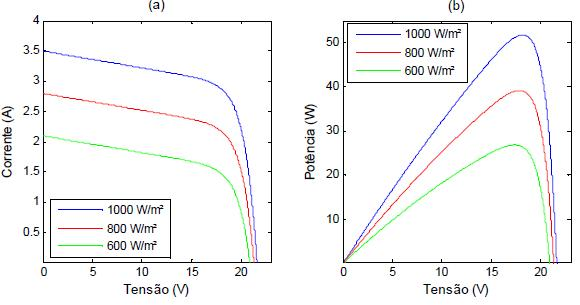 (a)
Corrente (A)
4
3.5
3
2.5
2
1.5
1
0.5
1000 W/m²
800 W/m²
600 W/m²
0
5
10
15
20
Tensão (V)
(b)
Potência (W)
50
40
30
20
10
1000 W/m²
800 W/m²
600 W/m²
0
5
10
15
20
Tensão (V)